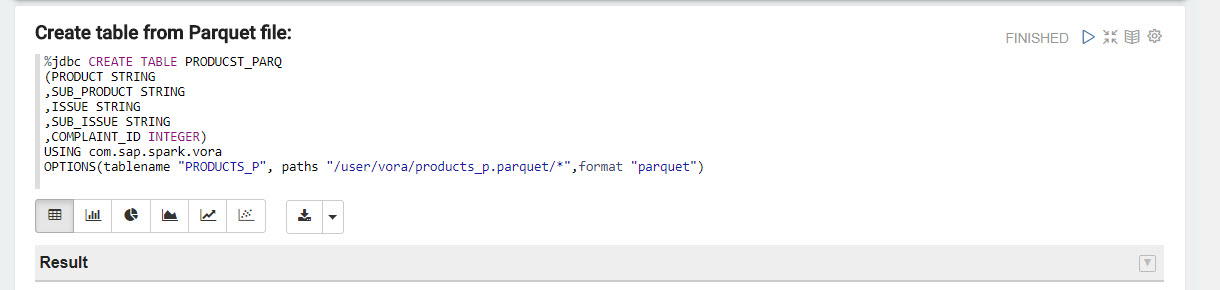 Create table from Parquet file:
FINISHED
%jdbc CREATE TABLE PRODUCST_PARQ
(PRODUCT STRING
,SUB_PRODUCT STRING
,ISSUE STRING
,SUB_ISSUE STRING
,COMPLAINT_ID INTEGER)
USING com.sap.spark.vora
OPTIONS(tablename "PRODUCTS_P", paths "/user/vora/products_p.parquet/*",format "parquet")
Result